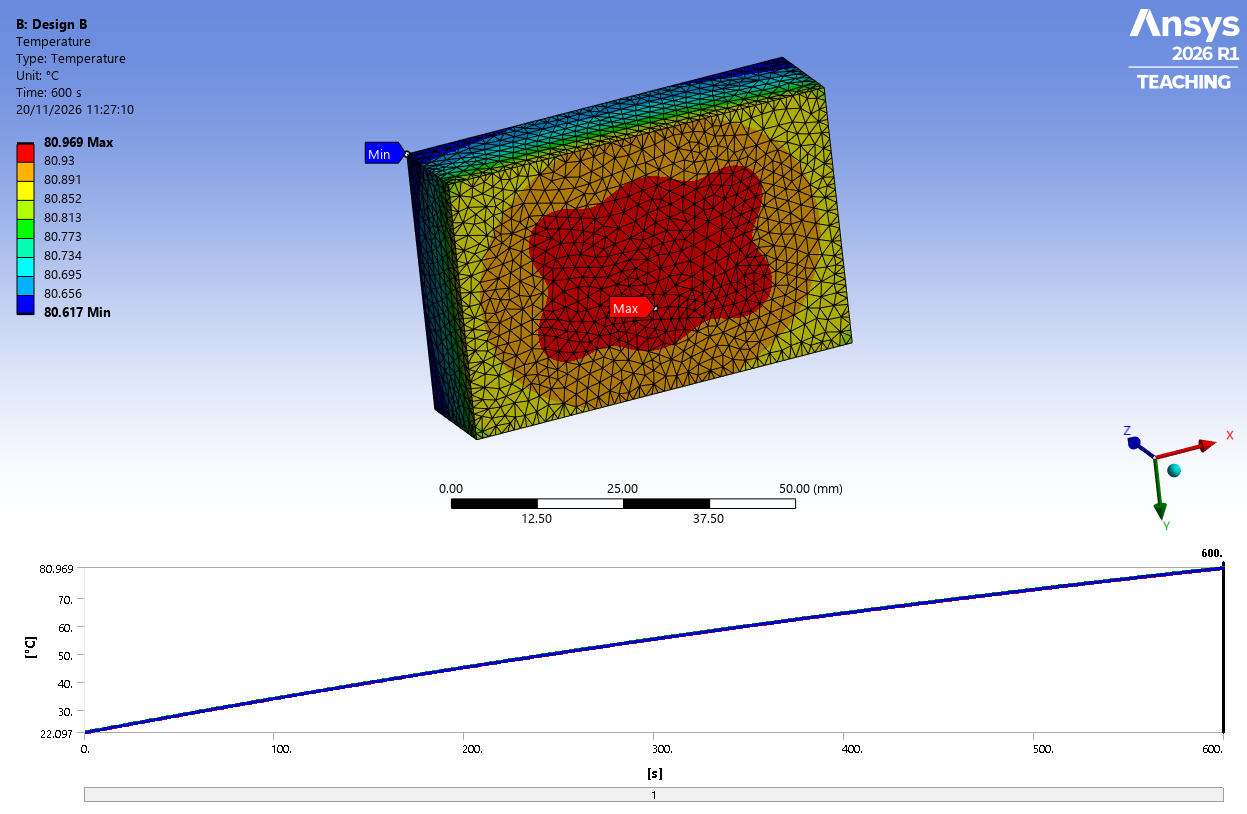 B: Design B
Temperature
Type: Temperature
Unit: °C
Time: 600 s
20/11/2026 11:27:10
80.969 Max
80.93
80.891
80.852
80.813
80.773
80.734
80.695
80.656
80.617 Min
Ansys
2026 R1
TEACHING
Min
Max
0.00 25.00 50.00 (mm)
12.50 37.50
Z X
Y
600.
80.969
70.
60.
50.
40.
30.
22.097
[°C]
0. 100. 200. 300. 400. 500. 600.
[s]
1